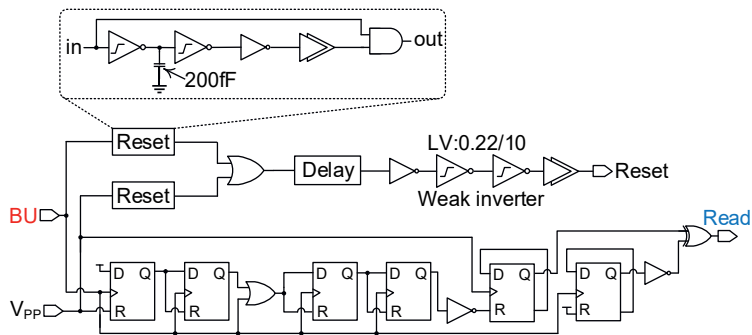 in
out
200fF
Reset
LV:0.22/10
Delay
Reset
Weak inverter
Reset
BU
Read
D Q
D Q
D Q
D Q
D Q
D Q
VPP
R
R
R
R
R
R